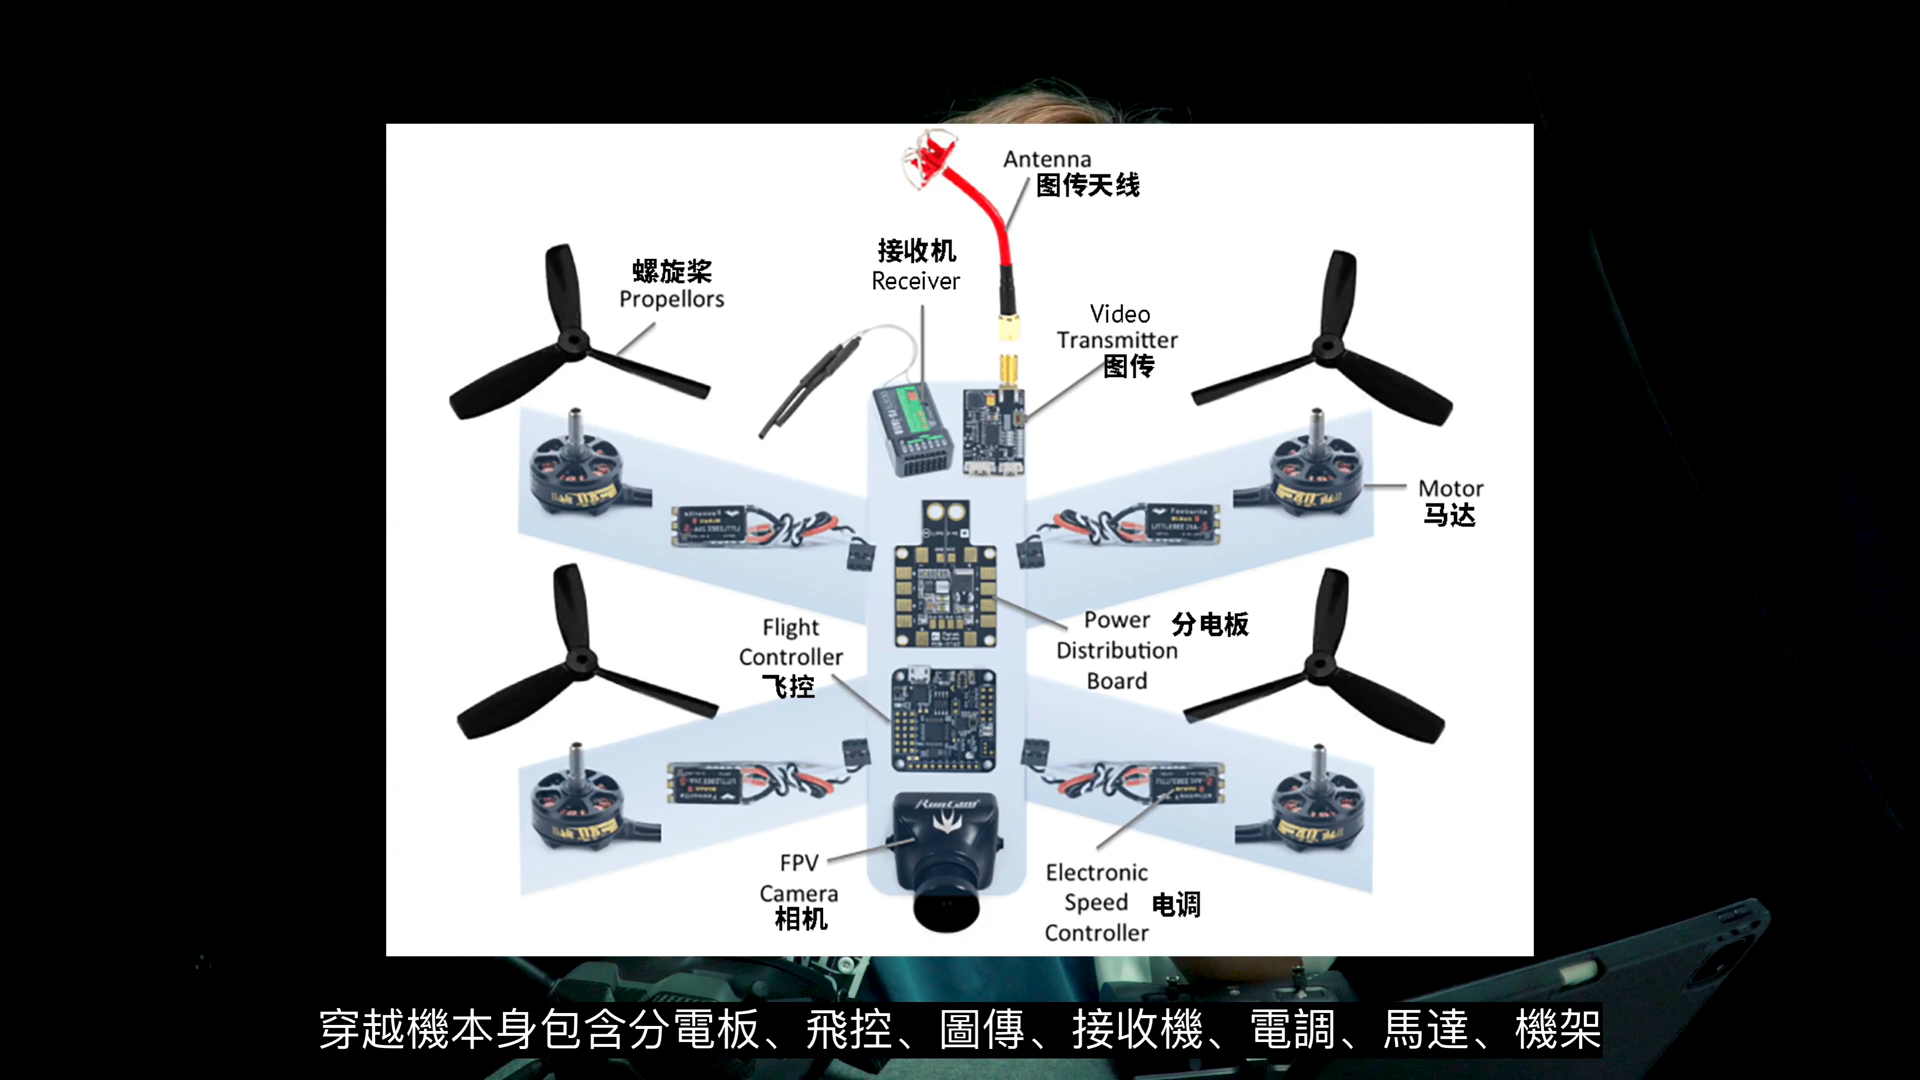 Antenna
图传天线
接收机
Receiver
螺旋桨
Propellors
Video
Transmitter
图传
Motor
马达
Flight
Controller
飞控
Power
Distribution
Board
分电板
RunCam
FPV
Camera
相机
Electronic
Speed
Controller
电调
穿越機本身包含分電板、飛控、圖傳、接收機、電調、馬達、機架